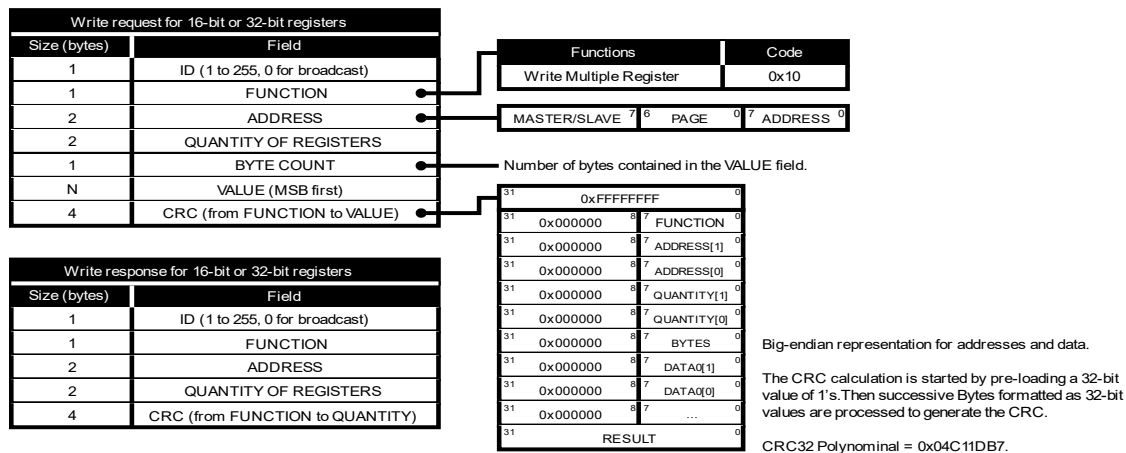 Write request for 16-bit or 32-bit registers
Size (bytes) Field
1 ID (1 to 255, 0 for broadcast)
1 FUNCTION
2 ADDRESS
2 QUANTITY OF REGISTERS
1 BYTE COUNT
N VALUE (MSB first)
4 CRC (from FUNCTION to VALUE)
Functions Code
Write Multiple Register 0x10
MASTER/SLAVE 7 6 PAGE 0 7 ADDRESS 0
Number of bytes contained in the VALUE field.
31 0xFFFFFFFF 0
31 0x000000 8 7 FUNCTION 0
31 0x000000 8 7 ADDRESS[1] 0
31 0x000000 8 7 ADDRESS[0] 0
31 0x000000 8 7 QUANTITY[1] 0
31 0x000000 8 7 QUANTITY[0] 0
31 0x000000 8 7 BYTES 0
31 0x000000 8 7 DATA0[1] 0
31 0x000000 8 7 DATA0[0] 0
31 0x000000 8 7 ... 0
31 RESULT 0
Write response for 16-bit or 32-bit registers
Size (bytes) Field
1 ID (1 to 255, 0 for broadcast)
1 FUNCTION
2 ADDRESS
2 QUANTITY OF REGISTERS
4 CRC (from FUNCTION to QUANTITY)
Big-endian representation for addresses and data.
The CRC calculation is started by pre-loading a 32-bit
value of 1's.Then successive Bytes formatted as 32-bit
values are processed to generate the CRC.
CRC32 Polynominal = 0x04C11DB7.